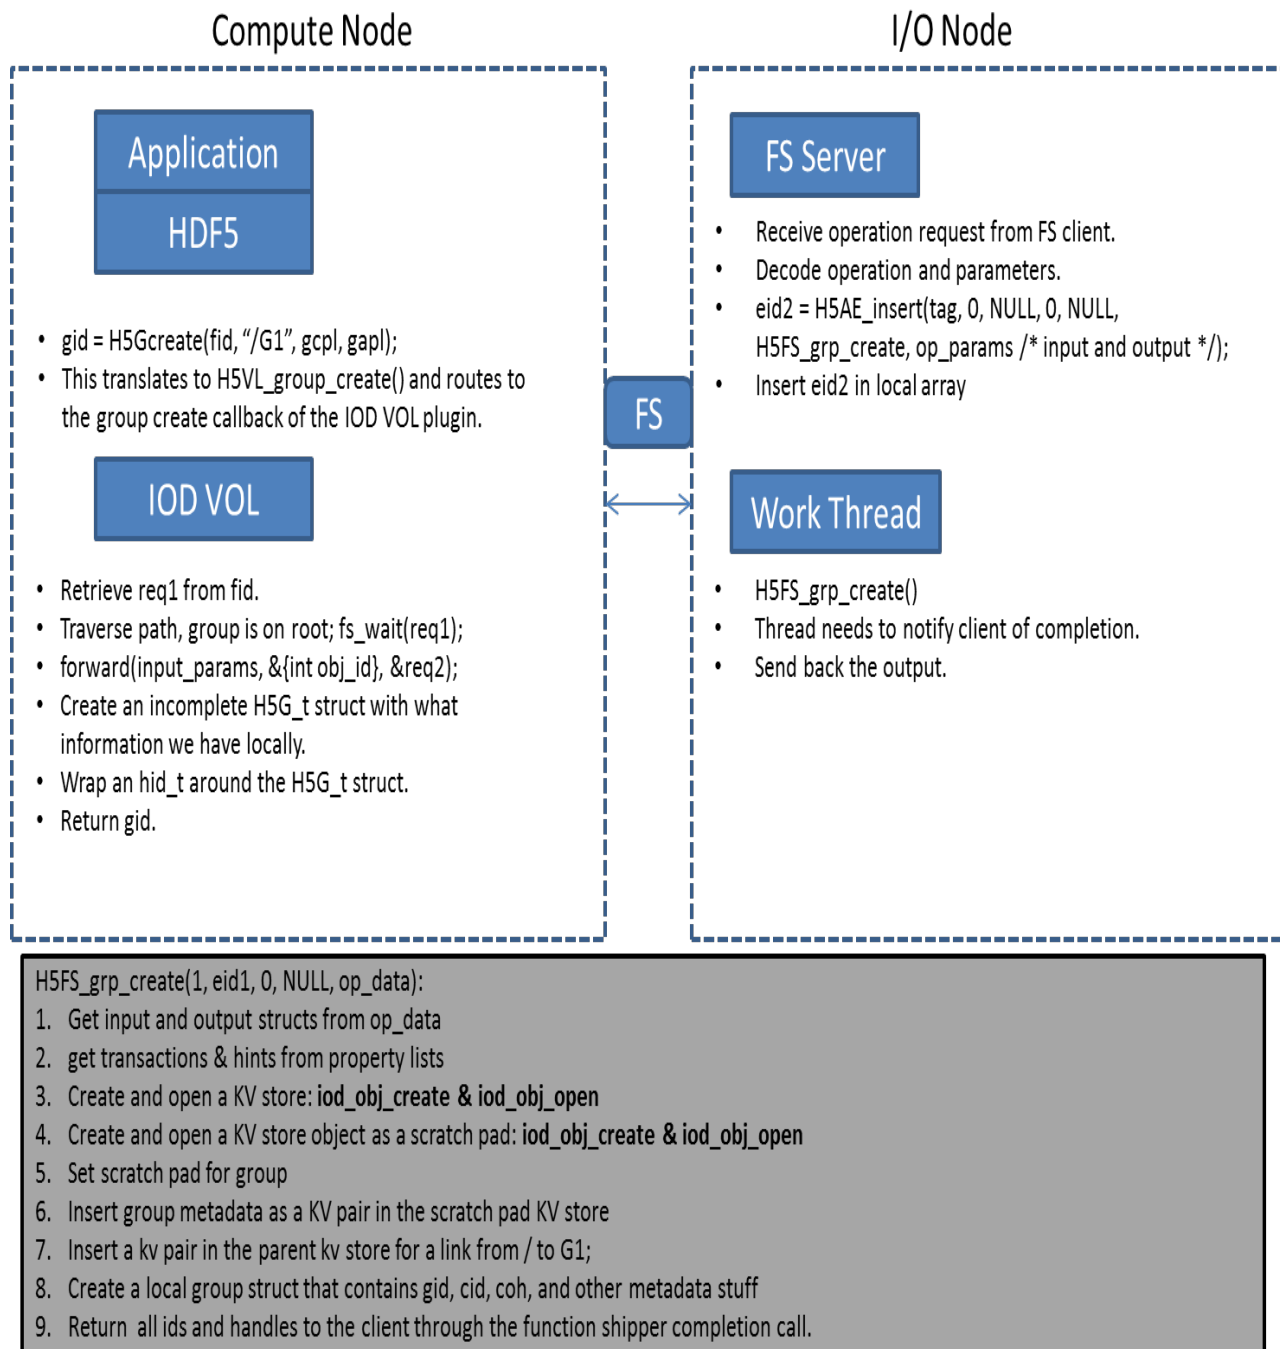 Compute Node
I/O Node
Application
HDF5
• gid = H5Gcreate(fid, “/G1”, gcpl, gapl);
• This translates to H5VL_group_create() and routes to
the group create callback of the IOD VOL plugin.
IOD VOL
• Retrieve req1 from fid.
• Traverse path, group is on root; fs_wait(req1);
• forward(input_params, &{int obj_id}, &req2);
• Create an incomplete H5G_t struct with what
information we have locally.
• Wrap an hid_t around the H5G_t struct.
• Return gid.
FS
FS Server
• Receive operation request from FS client.
• Decode operation and parameters.
• eid2 = H5AE_insert(tag, 0, NULL, 0, NULL,
H5FS_grp_create, op_params /* input and output */);
• Insert eid2 in local array
Work Thread
• H5FS_grp_create()
• Thread needs to notify client of completion.
• Send back the output.
H5FS_grp_create(1, eid1, 0, NULL, op_data):
1. Get input and output structs from op_data
2. get transactions & hints from property lists
3. Create and open a KV store: iod_obj_create & iod_obj_open
4. Create and open a KV store object as a scratch pad: iod_obj_create & iod_obj_open
5. Set scratch pad for group
6. Insert group metadata as a KV pair in the scratch pad KV store
7. Insert a kv pair in the parent kv store for a link from / to G1;
8. Create a local group struct that contains gid, cid, coh, and other metadata stuff
9. Return all ids and handles to the client through the function shipper completion call.